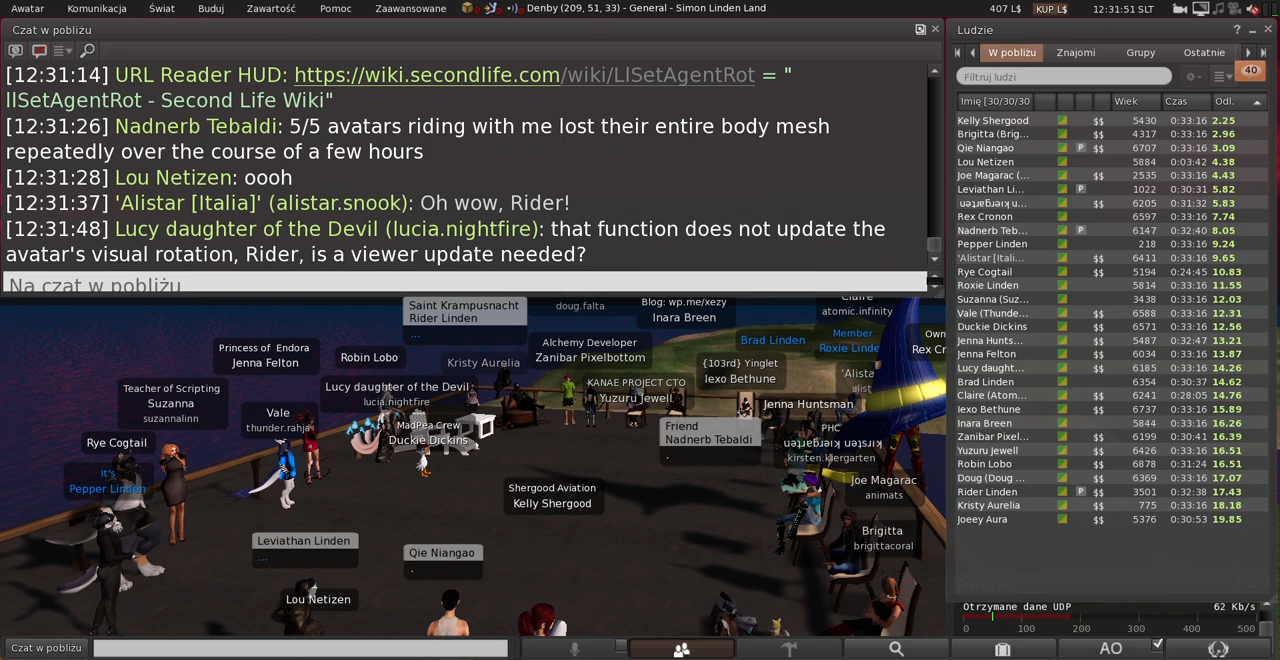 Awatar Komunikacja Świat Buduj Zawartość Pomoc Zaawansowane Denby (209, 51, 33) - General - Simon Linden Land 407 L$ KUP L$ 12:31:51 SLT
Czat w pobliżu
[12:31:14] URL Reader HUD: https://wiki.secondlife.com/wiki/LlSetAgentRot = "
llSetAgentRot - Second Life Wiki"
[12:31:26] Nadnerb Tebaldi: 5/5 avatars riding with me lost their entire body mesh
repeatedly over the course of a few hours
[12:31:28] Lou Netizen: oooh
[12:31:37] 'Alistar [Italia]' (alistar.snook): Oh wow, Rider!
[12:31:48] Lucy daughter of the Devil (lucia.nightfire): that function does not update the
avatar's visual rotation, Rider, is a viewer update needed?
Na czat w pobliżu
Saint Krampusnacht
Rider Linden
...
doug.falta
Blog: wp.me/xezy
Inara Breen
Claire
atomic.infinity
Princess of Endora
Jenna Felton
Robin Lobo
Kristy Aurelia
Alchemy Developer
Zanibar Pixelbottom
Brad Linden
Member
Roxie Linde
Own
Rex Cr
{103rd} Yinglet
Iexo Bethune
'Alista
alist
Teacher of Scripting
Suzanna
suzannalinn
Lucy daughter of the Devil
lucia.nightfire
KANAE PROJECT CTO
Yuzuru Jewell
Jenna Huntsman
Vale
thunder.rahja
MadPea Crew
Duckie Dickins
Friend
Nadnerb Tebaldi
.
PHC
uǝʇɹɐƃɹǝʞ uǝʇsɹıʞ
kirsten.kiergarten
Rye Cogtail
It's
Pepper Linden
Joe Magarac
animats
Shergood Aviation
Kelly Shergood
Brigitta
brigittacoral
Leviathan Linden
...
Qie Niangao
.
Lou Netizen
Czat w pobliżu
AO
Ludzie
W pobliżu Znajomi Grupy Ostatnie
Filtruj ludzi
40
Imię [30/30/30 Wiek Czas Odl.
Kelly Shergood $$ 5430 0:33:16 2.25
Brigitta (Brig... $$ 4317 0:33:16 2.96
Qie Niangao P $$ 6707 0:33:16 3.09
Lou Netizen 5884 0:03:42 4.38
Joe Magarac (... $$ 2535 0:33:16 4.43
Leviathan Li... P 1022 0:30:31 5.82
$$ 6205 0:31:32 5.83
Rex Cronon 6597 0:33:16 7.74
Nadnerb Teb... P 6147 0:32:40 8.05
Pepper Linden 218 0:33:16 9.24
'Alistar [Itali... $$ 6411 0:33:16 9.65
Rye Cogtail $$ 5194 0:24:45 10.83
Roxie Linden 5814 0:33:16 11.55
Suzanna (Suz... 3438 0:33:16 12.03
Vale (Thunde... $$ 6588 0:33:16 12.31
Duckie Dickins $$ 6571 0:33:16 12.56
Jenna Hunts... $$ 5487 0:32:47 13.21
Jenna Felton $$ 6034 0:33:16 13.87
Lucy daught... $$ 6185 0:33:16 14.26
Brad Linden 6354 0:30:37 14.62
Claire (Atom... $$ 6241 0:28:05 14.76
Iexo Bethune $$ 6737 0:33:16 15.89
Inara Breen 5844 0:33:16 16.26
Zanibar Pixel... $$ 6199 0:30:41 16.39
Yuzuru Jewell $$ 6426 0:33:16 16.51
Robin Lobo $$ 6878 0:31:24 16.51
Doug (Doug ... $$ 6369 0:33:16 17.07
Rider Linden P $$ 3501 0:32:38 17.43
Kristy Aurelia $$ 775 0:33:16 18.18
Joeey Aura $$ 5376 0:30:53 19.85
Otrzymane dane UDP 62 Kb/s
0 100 200 300 400 500